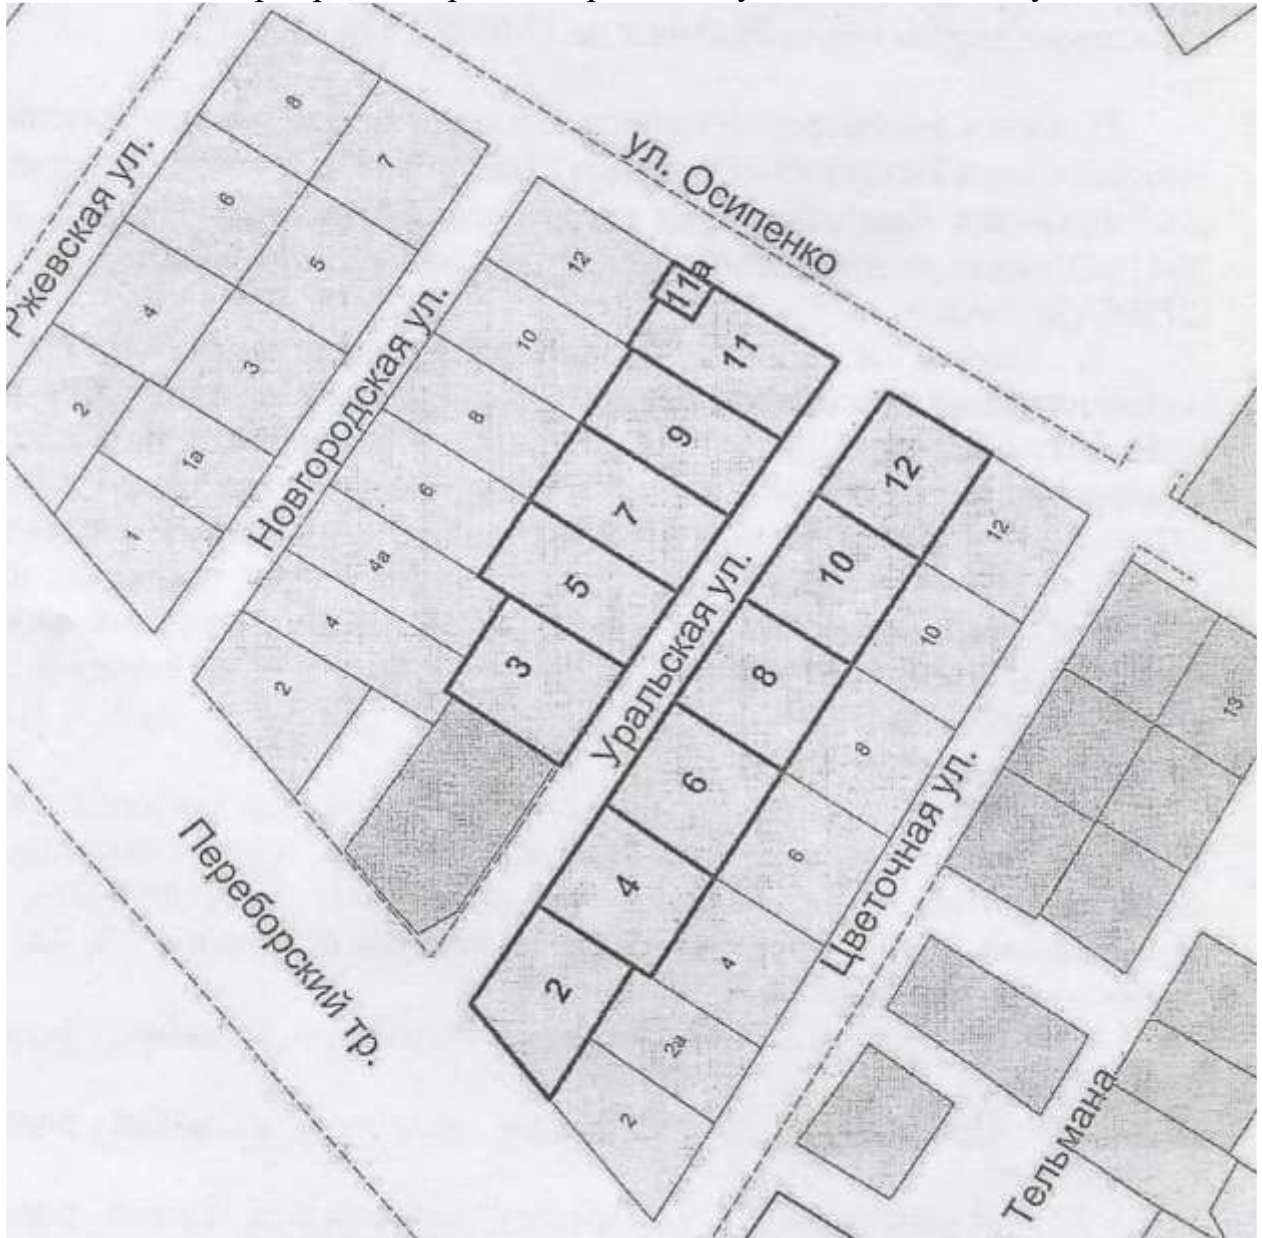 8
7
6
5
4
3
2
1а
1
Ржевская ул.
ул. Осипенко
Новгородская ул.
12
10
8
6
4а
4
2
11а
11
9
7
5
3
Уральская ул.
12
10
8
6
4
2
12
10
8
6
4
2а
2
Цветочная ул.
Переборский тр.
13
Тельмана